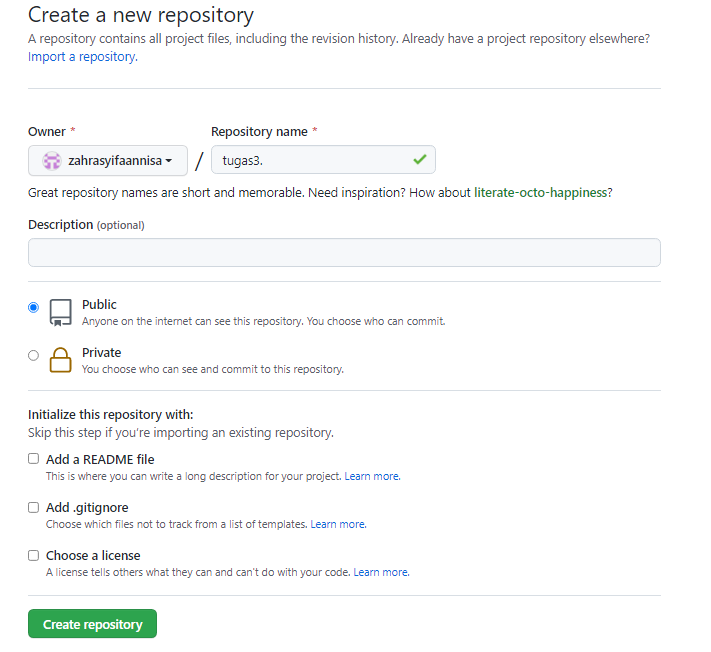 Create a new repository
A repository contains all project files, including the revision history. Already have a project repository elsewhere?
Import a repository.
Owner * Repository name *
zahrasyifaannisa / tugas3.
Great repository names are short and memorable. Need inspiration? How about literate-octo-happiness?
Description (optional)
Public
Anyone on the internet can see this repository. You choose who can commit.
Private
You choose who can see and commit to this repository.
Initialize this repository with:
Skip this step if you're importing an existing repository.
Add a README file
This is where you can write a long description for your project. Learn more.
Add .gitignore
Choose which files not to track from a list of templates. Learn more.
Choose a license
A license tells others what they can and can't do with your code. Learn more.
Create repository